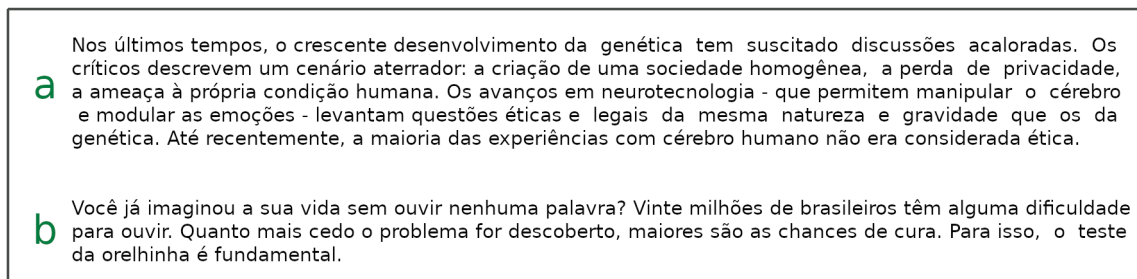 Nos últimos tempos, o crescente desenvolvimento da genética tem suscitado discussões acaloradas. Os
críticos descrevem um cenário aterrador: a criação de uma sociedade homogênea, a perda de privacidade,
a
a ameaça à própria condição humana. Os avanços em neurotecnologia - que permitem manipular o cérebro
e modular as emoções - levantam questões éticas e legais da mesma natureza e gravidade que os da
genética. Até recentemente, a maioria das experiências com cérebro humano não era considerada ética.
Você já imaginou a sua vida sem ouvir nenhuma palavra? Vinte milhões de brasileiros têm alguma dificuldade
b
para ouvir. Quanto mais cedo o problema for descoberto, maiores são as chances de cura. Para isso, o teste
da orelhinha é fundamental.